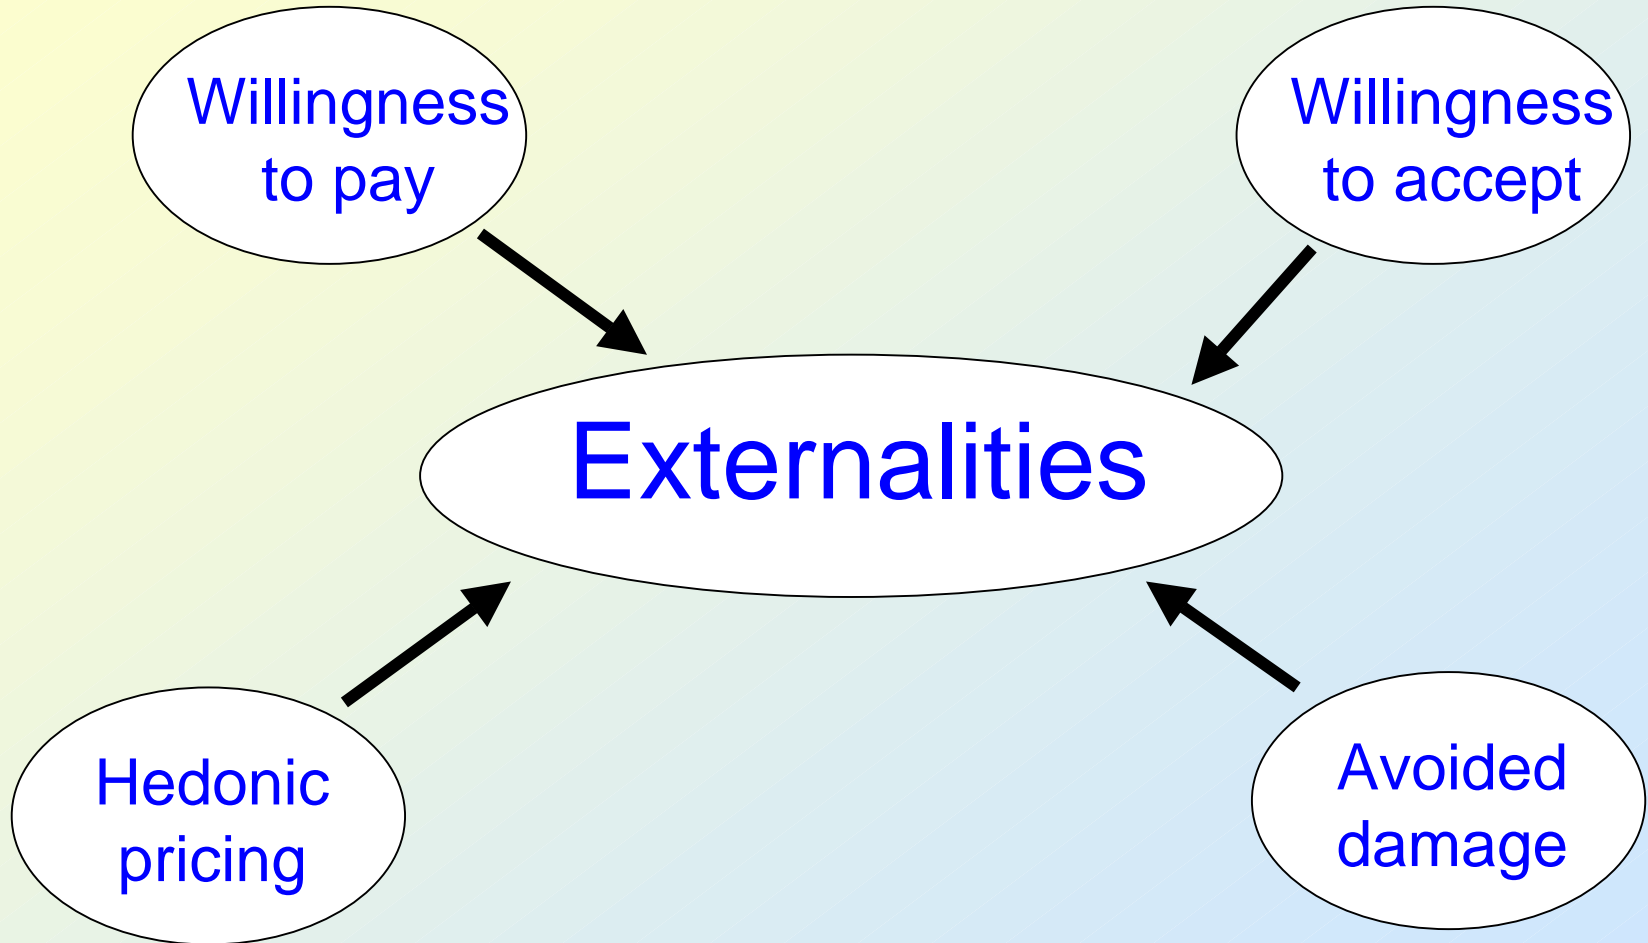 Willingness
to pay
Willingness
to accept
Externalities
Hedonic
pricing
Avoided
damage